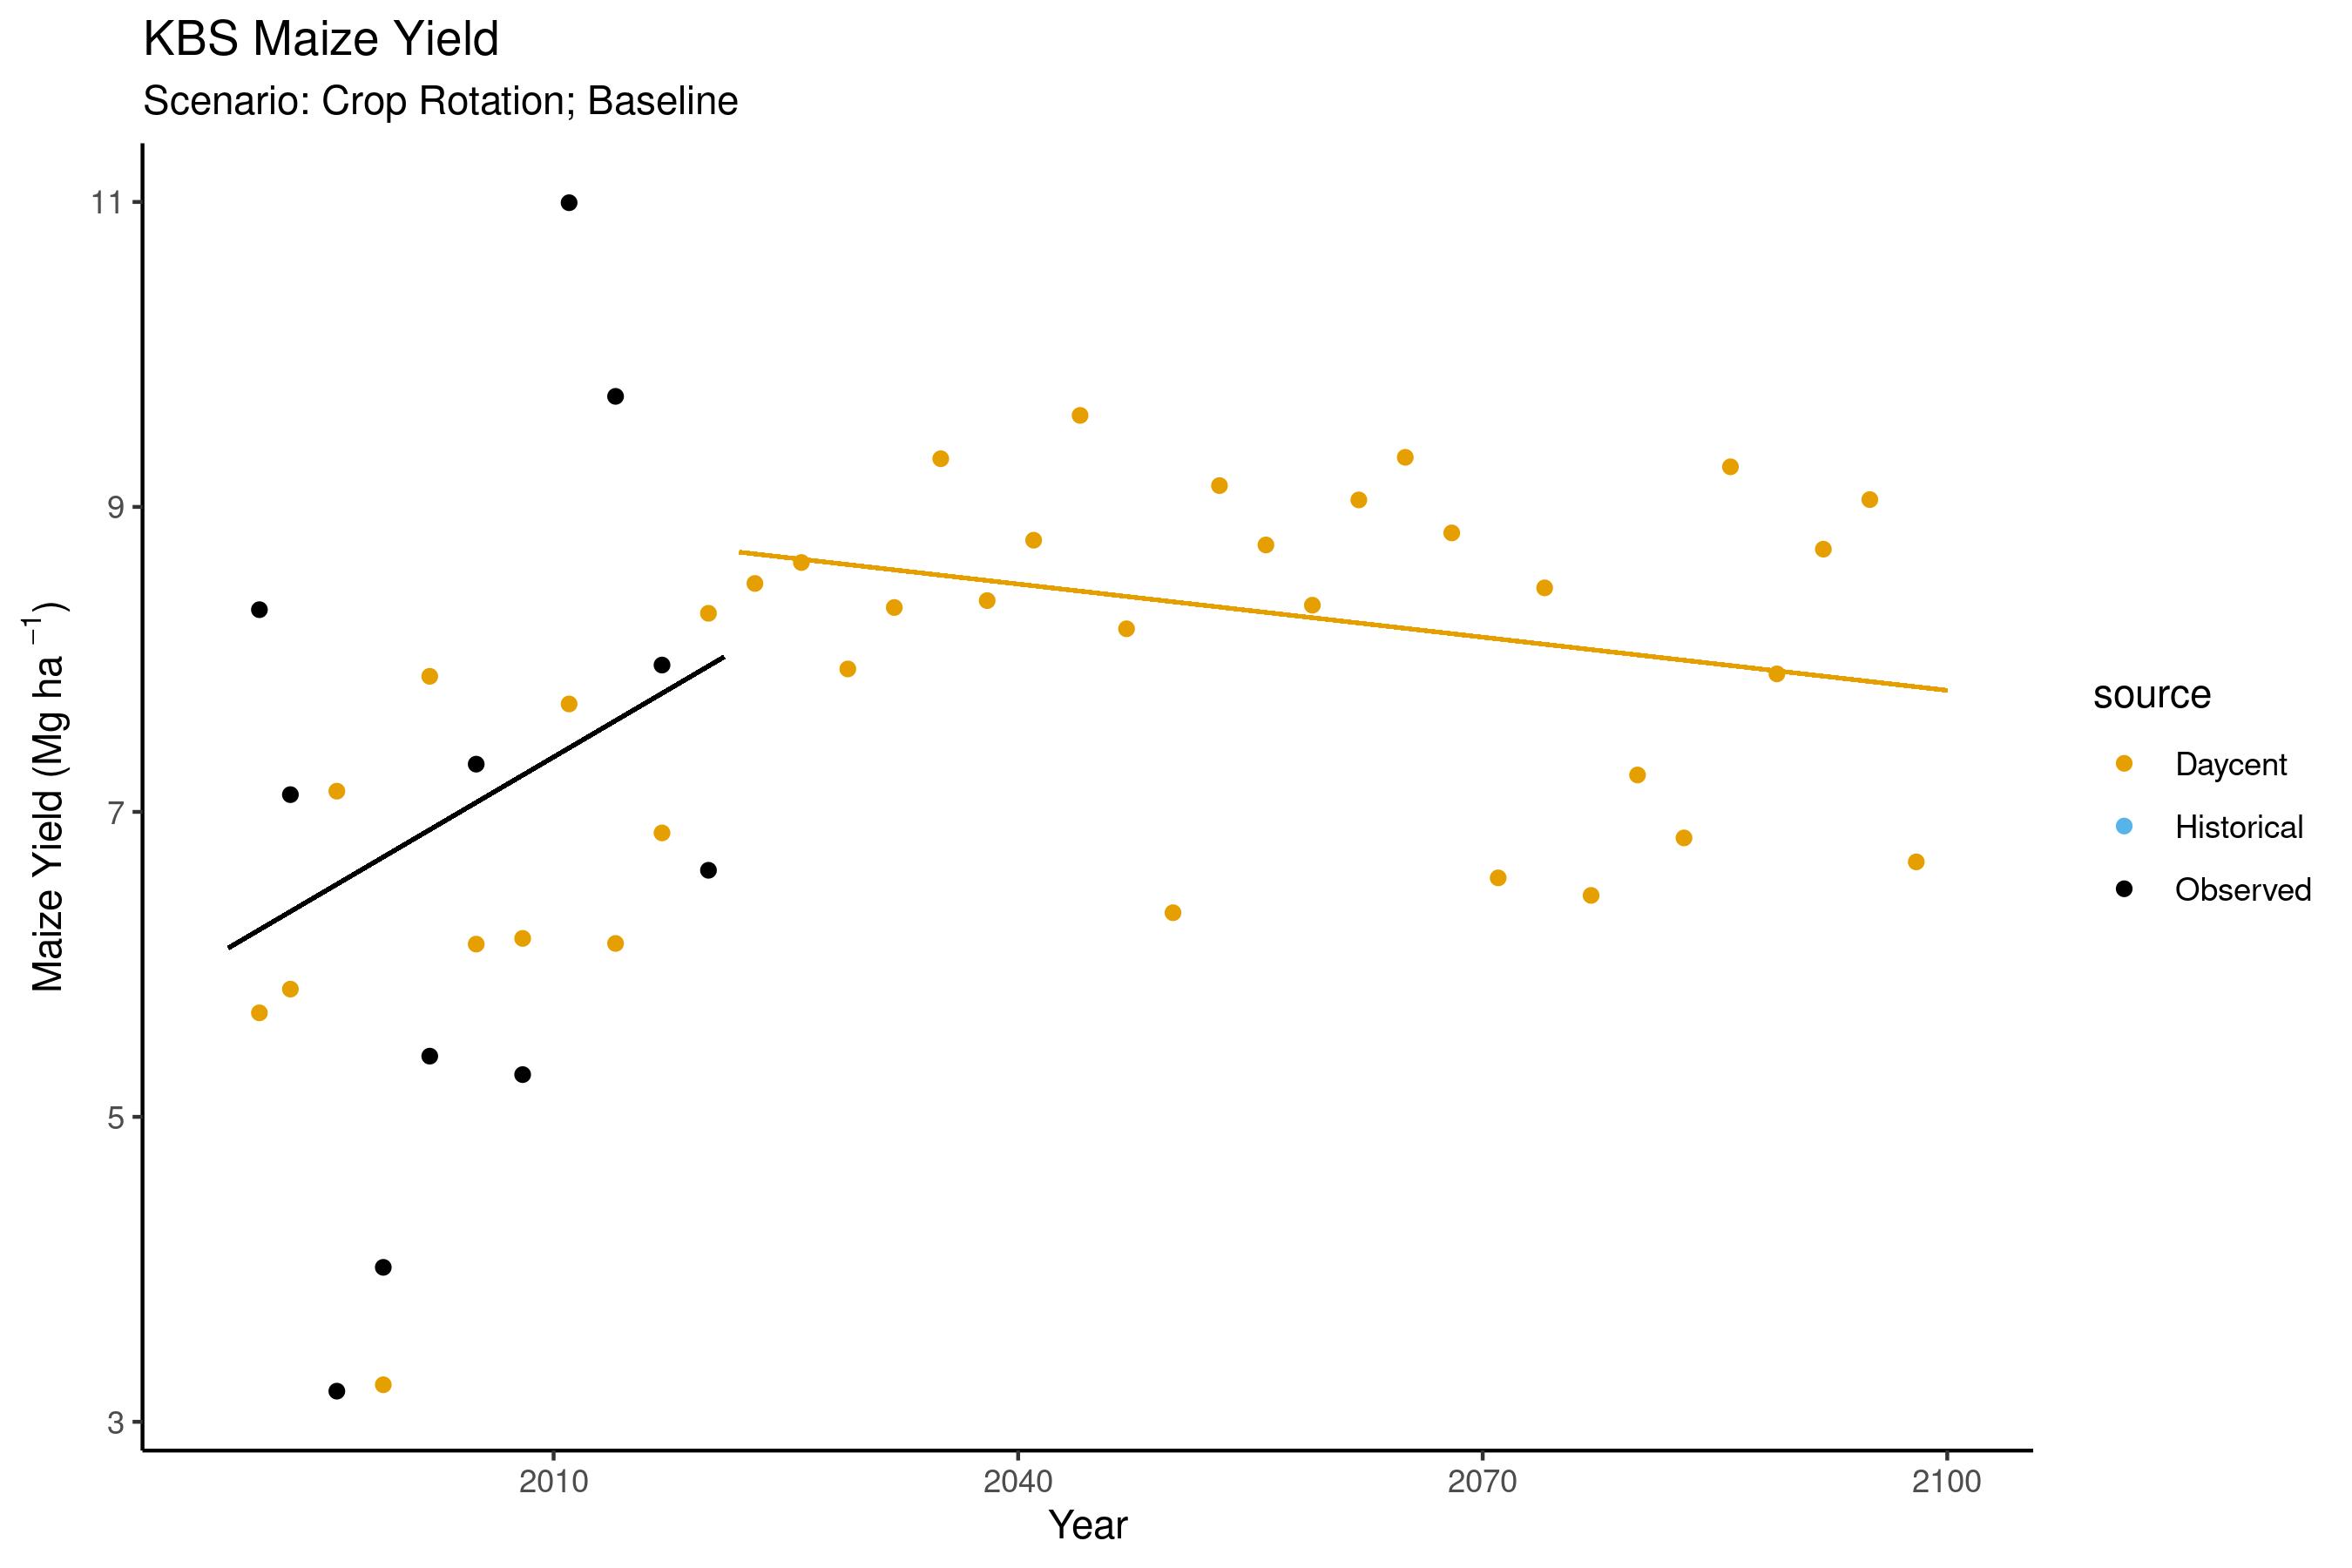 KBS Maize Yield
Scenario: Crop Rotation; Baseline
Maize Yield (Mg ha⁻¹)
11
9
7
5
3
2010
2040
2070
2100
Year
source
Daycent
Historical
Observed